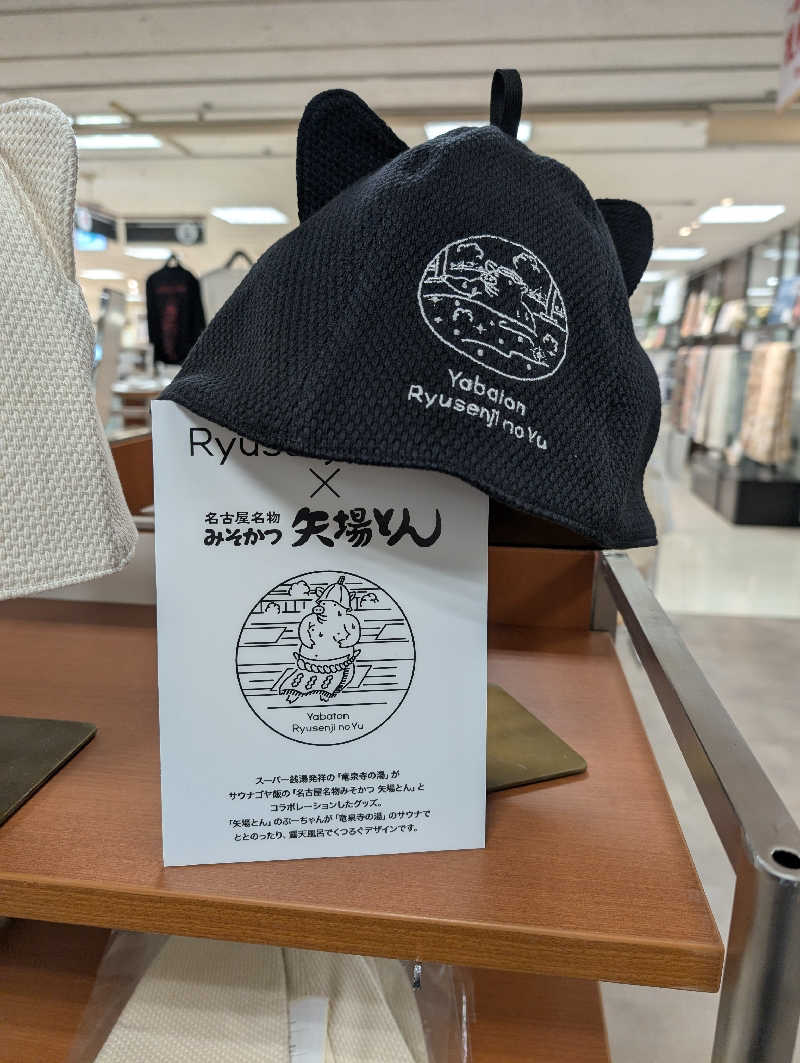 Yabaton
Ryusenji no Yu
Ryus
×
名古屋名物
みそかつ 矢場とん
Yabaton
Ryusenji no Yu
スーパー銭湯発祥の「竜泉寺の湯」が
サウナゴヤ飯の「名古屋名物みそかつ 矢場とん」と
コラボレーションしたグッズ。
「矢場とん」のぶーちゃんが「竜泉寺の湯」のサウナで
ととのったり、露天風呂でくつろぐデザインです。